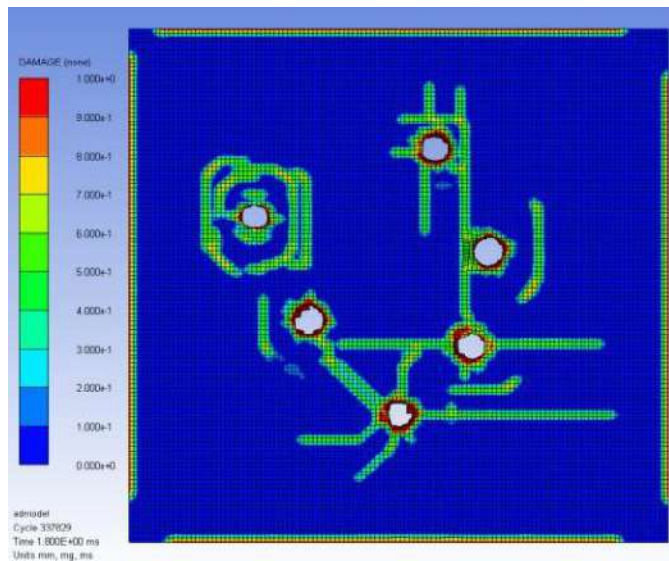 DAMAGE (none)
1.000e+0
9.000e-1
8.000e-1
7.000e-1
6.000e-1
5.000e-1
4.000e-1
3.000e-1
2.000e-1
1.000e-1
0.000e+0
admodel
Cycle 337829
Time 1.800E+00 ms
Units mm, mg, ms